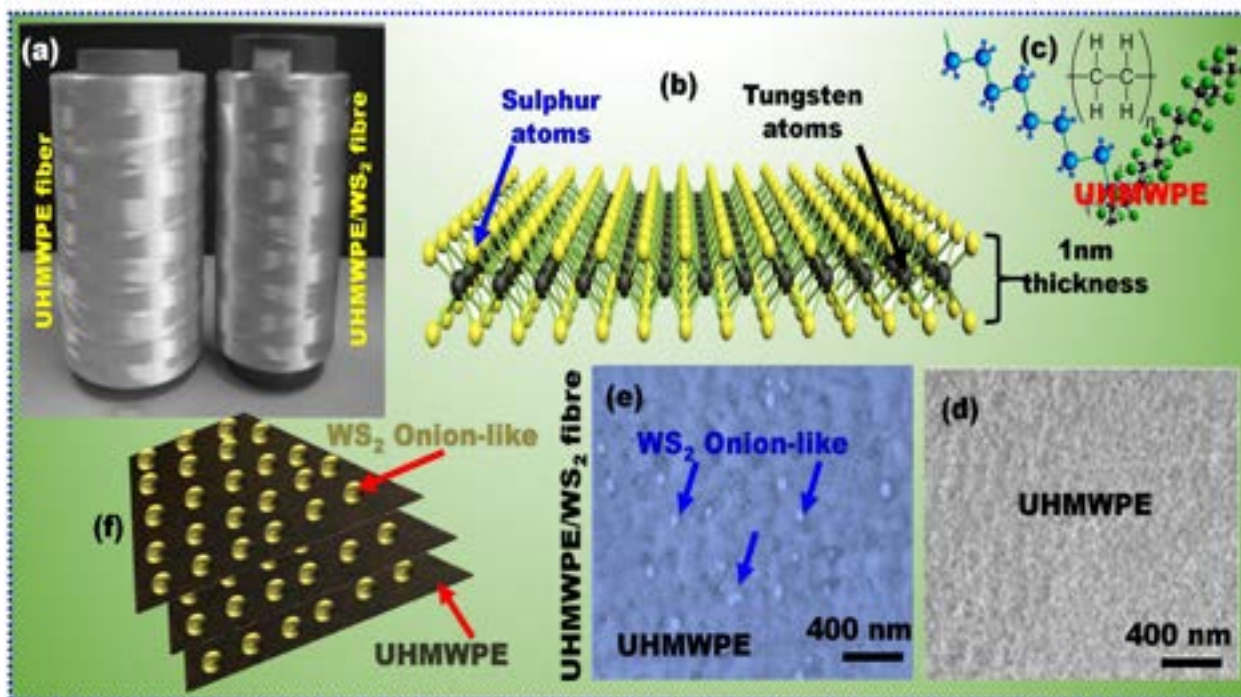 (a)
UHMWPE fiber
UHMWPE/WS₂ fibre
(b)
Sulphur
atoms
Tungsten
atoms
1nm
thickness
(c)
H H
C C
H H
n
UHMWPE
(f)
WS₂ Onion-like
UHMWPE
UHMWPE/WS₂ fibre
(e)
WS₂ Onion-like
UHMWPE
400 nm
(d)
UHMWPE
400 nm